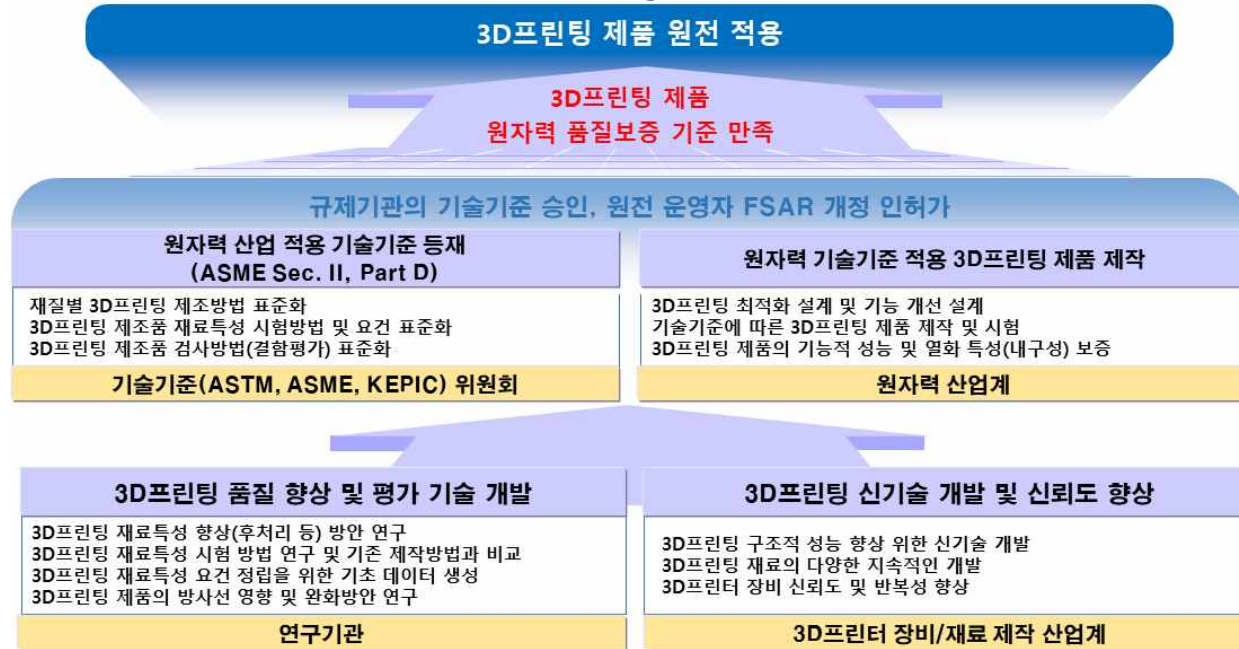 3D프린팅 제품 원전 적용
3D프린팅 제품
원자력 품질보증 기준 만족
규제기관의 기술기준 승인, 원전 운영자 FSAR 개정 인허가
원자력 산업 적용 기술기준 등재
(ASME Sec. II, Part D)
재질별 3D프린팅 제조방법 표준화
3D프린팅 제조품 재료특성 시험방법 및 요건 표준화
3D프린팅 제조품 검사방법(결함평가) 표준화
기술기준(ASTM, ASME, KEPIC) 위원회
원자력 기술기준 적용 3D프린팅 제품 제작
3D프린팅 최적화 설계 및 기능 개선 설계
기술기준에 따른 3D프린팅 제품 제작 및 시험
3D프린팅 제품의 기능적 성능 및 열화 특성(내구성) 보증
원자력 산업계
3D프린팅 품질 향상 및 평가 기술 개발
3D프린팅 재료특성 향상(후처리 등) 방안 연구
3D프린팅 재료특성 시험 방법 연구 및 기존 제작방법과 비교
3D프린팅 재료특성 요건 정립을 위한 기초 데이터 생성
3D프린팅 제품의 방사선 영향 및 완화방안 연구
연구기관
3D프린팅 신기술 개발 및 신뢰도 향상
3D프린팅 구조적 성능 향상 위한 신기술 개발
3D프린팅 재료의 다양한 지속적인 개발
3D프린터 장비 신뢰도 및 반복성 향상
3D프린터 장비/재료 제작 산업계